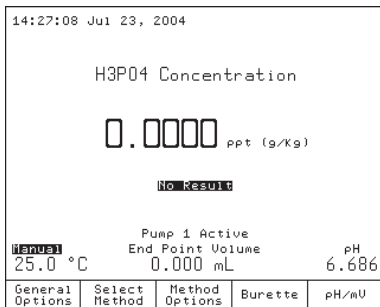 14:27:08 Jul 23, 2004
H3PO4 Concentration
0.0000 ppt (g/Kg)
No Result
Pump 1 Active
Manual End Point Volume pH
25.0 °C 0.000 mL 6.686
General Options Select Method Method Options Burette pH/mV